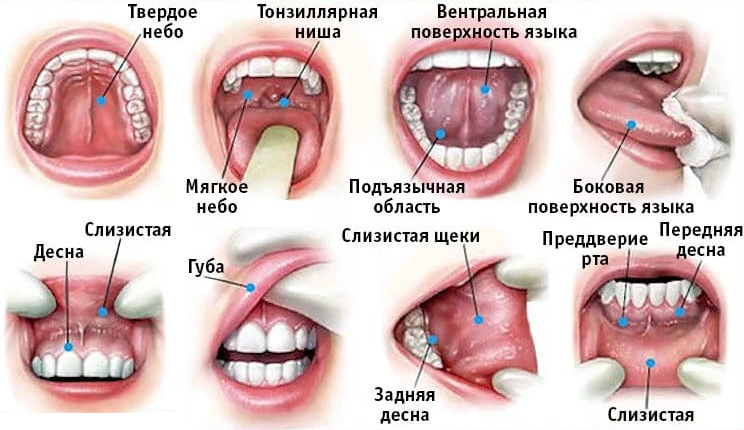 Твердое
небо
Тонзиллярная
ниша
Вентральная
поверхность языка
Мягкое
небо
Подъязычная
область
Боковая
поверхность языка
Десна
Слизистая
Губа
Слизистая щеки
Преддверие
рта
Передняя
десна
Задняя
десна
Слизистая